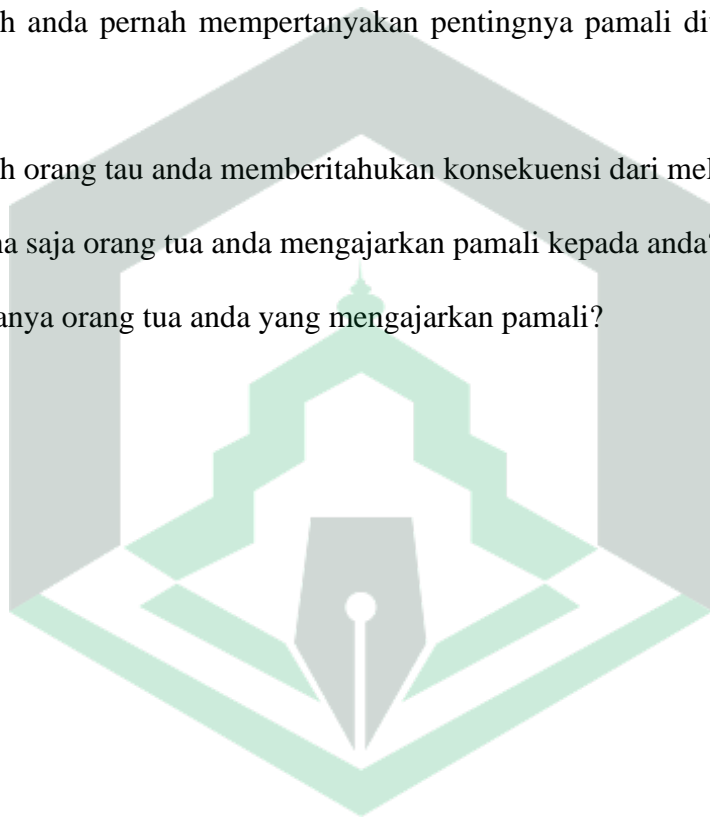 h anda pernah mempertanyakan pentingnya pamali di
h orang tau anda memberitahukan konsekuensi dari mel
na saja orang tua anda mengajarkan pamali kepada anda?
anya orang tua anda yang mengajarkan pamali?